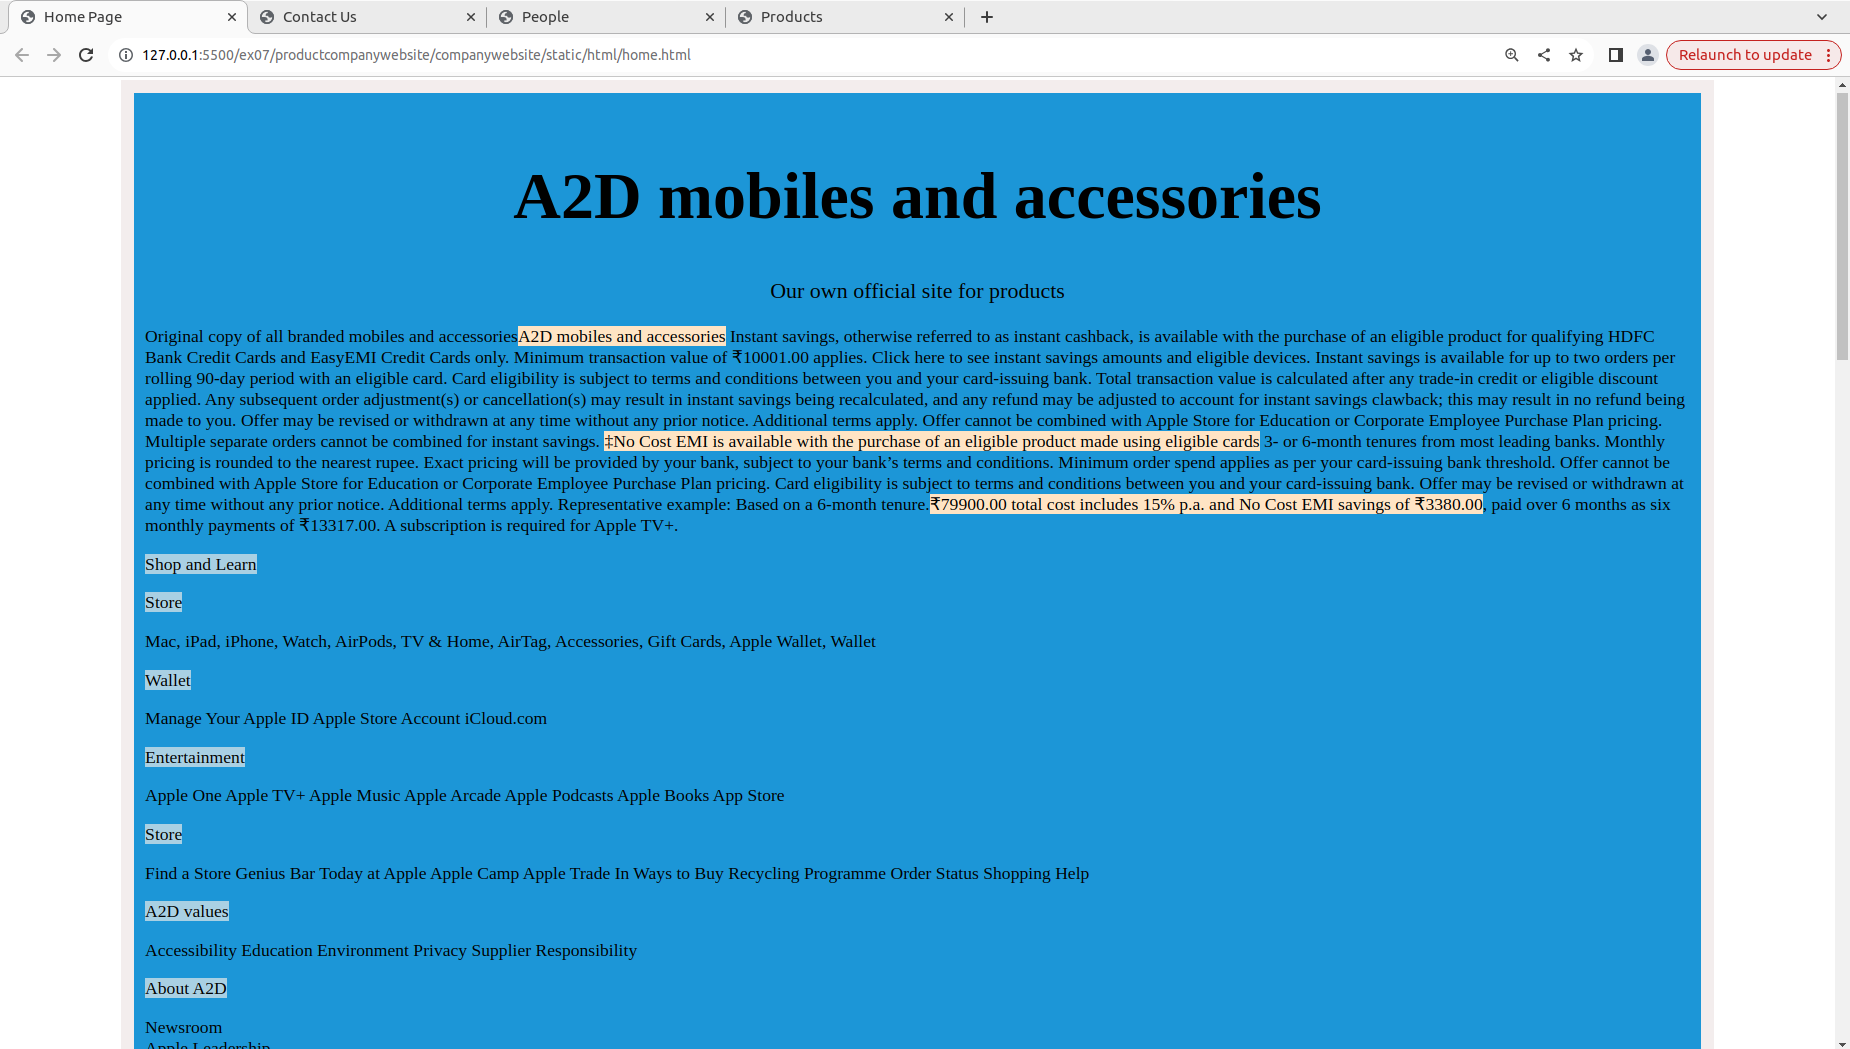 Home Page
Contact Us
People
Products
127.0.0.1:5500/ex07/productcompanywebsite/companywebsite/static/html/home.html
Relaunch to update
A2D mobiles and accessories
Our own official site for products
Original copy of all branded mobiles and accessoriesA2D mobiles and accessories Instant savings, otherwise referred to as instant cashback, is available with the purchase of an eligible product for qualifying HDFC
Bank Credit Cards and EasyEMI Credit Cards only. Minimum transaction value of ₹10001.00 applies. Click here to see instant savings amounts and eligible devices. Instant savings is available for up to two orders per
rolling 90-day period with an eligible card. Card eligibility is subject to terms and conditions between you and your card-issuing bank. Total transaction value is calculated after any trade-in credit or eligible discount
applied. Any subsequent order adjustment(s) or cancellation(s) may result in instant savings being recalculated, and any refund may be adjusted to account for instant savings clawback; this may result in no refund being
made to you. Offer may be revised or withdrawn at any time without any prior notice. Additional terms apply. Offer cannot be combined with Apple Store for Education or Corporate Employee Purchase Plan pricing.
Multiple separate orders cannot be combined for instant savings. ‡No Cost EMI is available with the purchase of an eligible product made using eligible cards 3- or 6-month tenures from most leading banks. Monthly
pricing is rounded to the nearest rupee. Exact pricing will be provided by your bank, subject to your bank’s terms and conditions. Minimum order spend applies as per your card-issuing bank threshold. Offer cannot be
combined with Apple Store for Education or Corporate Employee Purchase Plan pricing. Card eligibility is subject to terms and conditions between you and your card-issuing bank. Offer may be revised or withdrawn at
any time without any prior notice. Additional terms apply. Representative example: Based on a 6-month tenure.₹79900.00 total cost includes 15% p.a. and No Cost EMI savings of ₹3380.00, paid over 6 months as six
monthly payments of ₹13317.00. A subscription is required for Apple TV+.
Shop and Learn
Store
Mac, iPad, iPhone, Watch, AirPods, TV & Home, AirTag, Accessories, Gift Cards, Apple Wallet, Wallet
Wallet
Manage Your Apple ID Apple Store Account iCloud.com
Entertainment
Apple One Apple TV+ Apple Music Apple Arcade Apple Podcasts Apple Books App Store
Store
Find a Store Genius Bar Today at Apple Apple Camp Apple Trade In Ways to Buy Recycling Programme Order Status Shopping Help
A2D values
Accessibility Education Environment Privacy Supplier Responsibility
About A2D
Newsroom
Apple Leadership